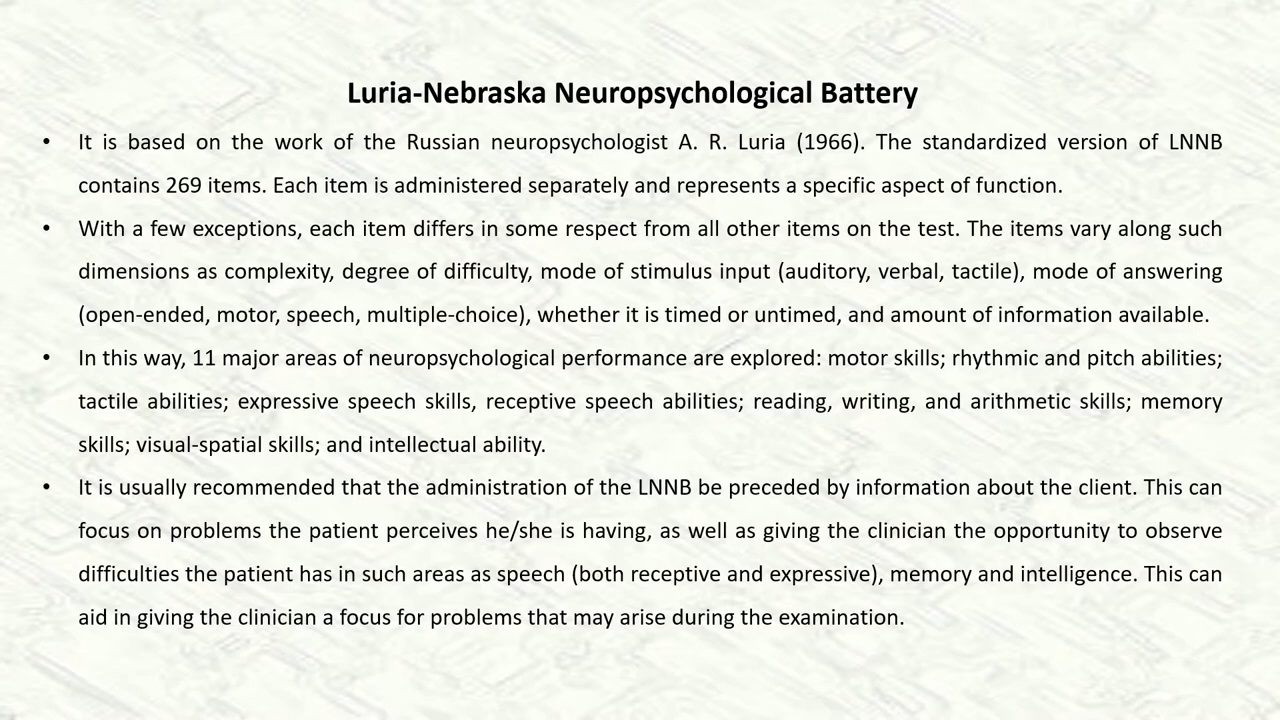 Luria-Nebraska Neuropsychological Battery
• It is based on the work of the Russian neuropsychologist A. R. Luria (1966). The standardized version of LNNB
contains 269 items. Each item is administered separately and represents a specific aspect of function.
• With a few exceptions, each item differs in some respect from all other items on the test. The items vary along such
dimensions as complexity, degree of difficulty, mode of stimulus input (auditory, verbal, tactile), mode of answering
(open-ended, motor, speech, multiple-choice), whether it is timed or untimed, and amount of information available.
• In this way, 11 major areas of neuropsychological performance are explored: motor skills; rhythmic and pitch abilities;
tactile abilities; expressive speech skills, receptive speech abilities; reading, writing, and arithmetic skills; memory
skills; visual-spatial skills; and intellectual ability.
• It is usually recommended that the administration of the LNNB be preceded by information about the client. This can
focus on problems the patient perceives he/she is having, as well as giving the clinician the opportunity to observe
difficulties the patient has in such areas as speech (both receptive and expressive), memory and intelligence. This can
aid in giving the clinician a focus for problems that may arise during the examination.